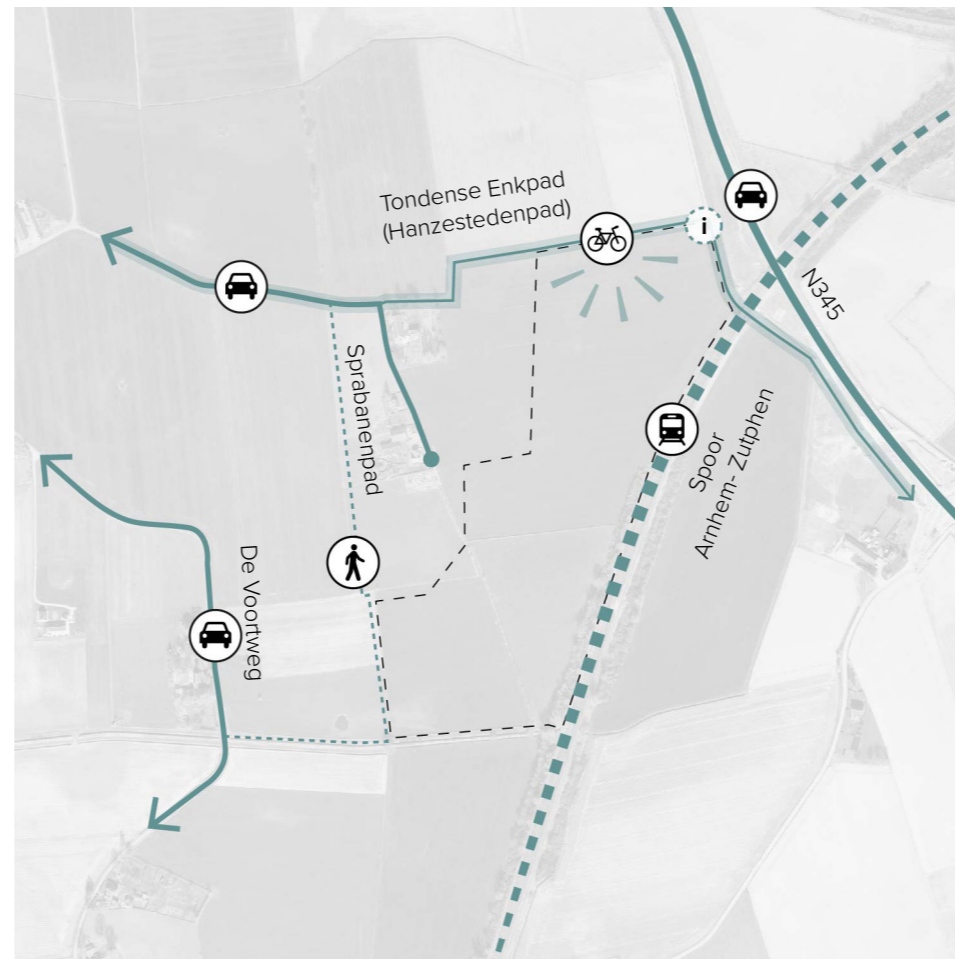 Tondense Enkpad
(Hanzestedenpad)
i
N345
Sprabanenpad
Spoor
Arnhem- Zutphen
De Voortweg